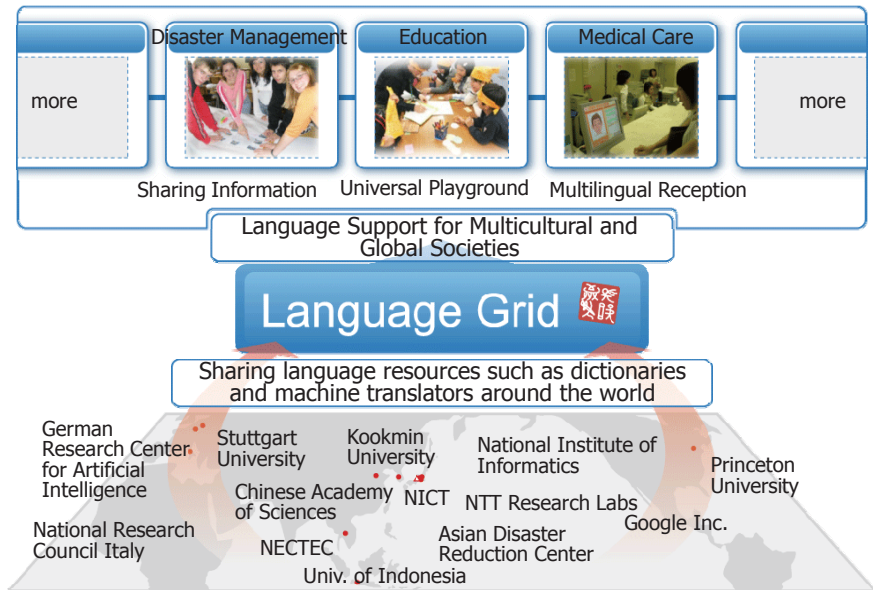 Disaster Management
Education
Medical Care
more
more
Sharing Information
Universal Playground
Multilingual Reception
Language Support for Multicultural and
Global Societies
Language Grid
Sharing language resources such as dictionaries
and machine translators around the world
German
Research Center
for Artificial
Intelligence
Stuttgart
University
Kookmin
University
National Institute of
Informatics
Princeton
University
Chinese Academy
of Sciences
NICT
NTT Research Labs
Google Inc.
National Research
Council Italy
NECTEC
Asian Disaster
Reduction Center
Univ. of Indonesia